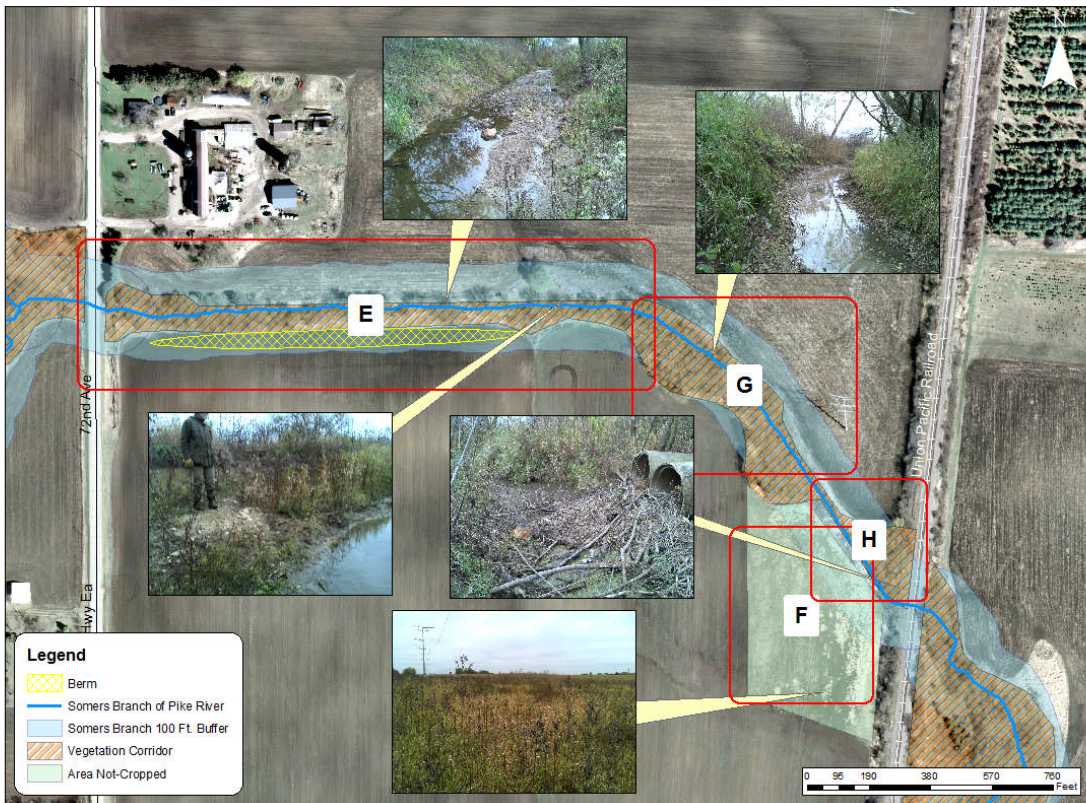 N
E
G
72nd Ave
Union Pacific Railroad
H
F
Hwy Ea
Legend
Berm
Somers Branch of Pike River
Somers Branch 100 Ft. Buffer
Vegetation Corridor
Area Not-Cropped
0 95 190 380 570 760
Feet